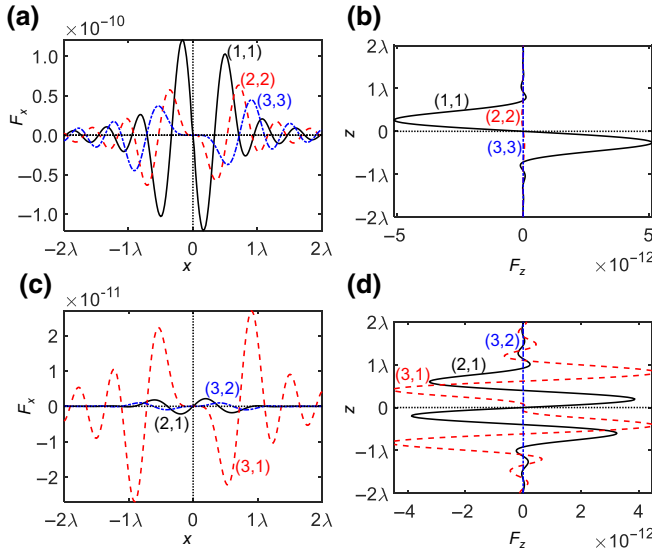 (a)
×10⁻¹⁰
1.0
0.5
0.0
−0.5
−1.0
F_x
(1,1)
(2,2)
(3,3)
−2λ −1λ 0 1λ 2λ
x
(b)
2λ
1λ
0
−1λ
−2λ
z
(1,1)
(2,2)
(3,3)
−5 0 5
F_z ×10⁻¹²
(c)
×10⁻¹¹
2
1
0
−1
−2
F_x
(3,2)
(2,1)
(3,1)
−2λ −1λ 0 1λ 2λ
x
(d)
2λ
1λ
0
−1λ
−2λ
z
(3,2)
(2,1)
(3,1)
−4 −2 0 2 4
F_z ×10⁻¹²